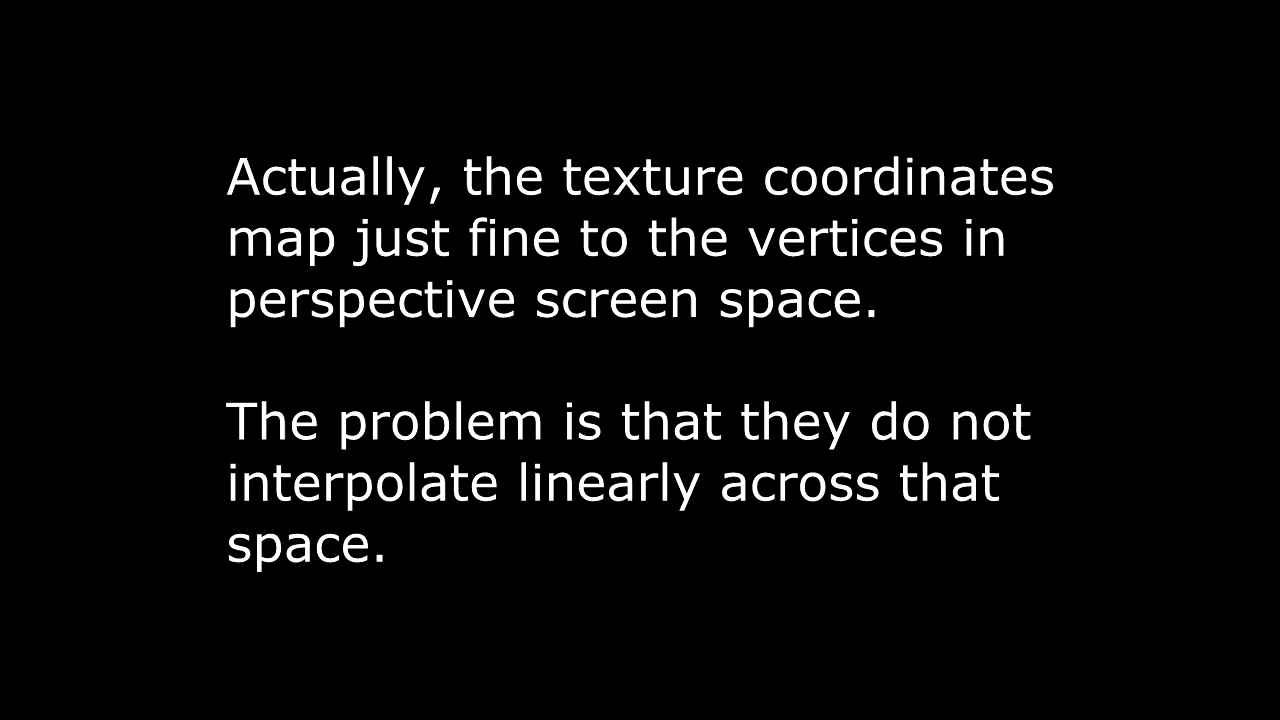 Actually, the texture coordinates
map just fine to the vertices in
perspective screen space.
The problem is that they do not
interpolate linearly across that
space.